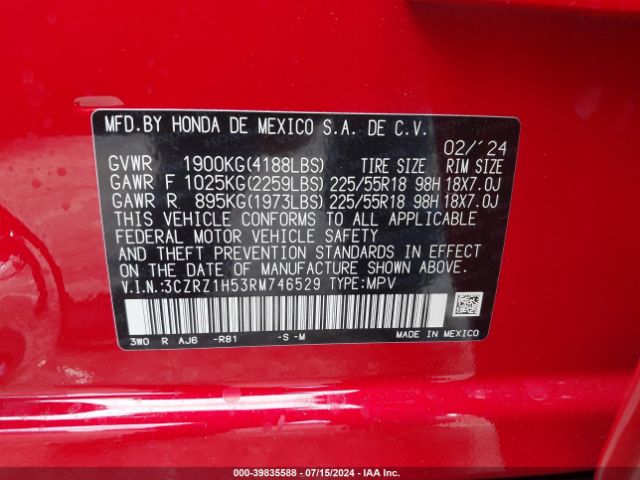 MFD.BY HONDA DE MEXICO S.A. DE C.V.
02/'24
GVWR 1900KG(4188LBS) TIRE SIZE RIM SIZE
GAWR F 1025KG(2259LBS) 225/55R18 98H 18X7.0J
GAWR R 895KG(1973LBS) 225/55R18 98H 18X7.0J
THIS VEHICLE CONFORMS TO ALL APPLICABLE
FEDERAL MOTOR VEHICLE SAFETY
AND THEFT PREVENTION STANDARDS IN EFFECT ON
THE DATE OF MANUFACTURE SHOWN ABOVE.
V.I.N.:3CZRZ1H53RM746529 TYPE:MPV
3W0 R AJ6 -R81 -S -M MADE IN MEXICO
000-39835588 - 07/15/2024 - IAA Inc.